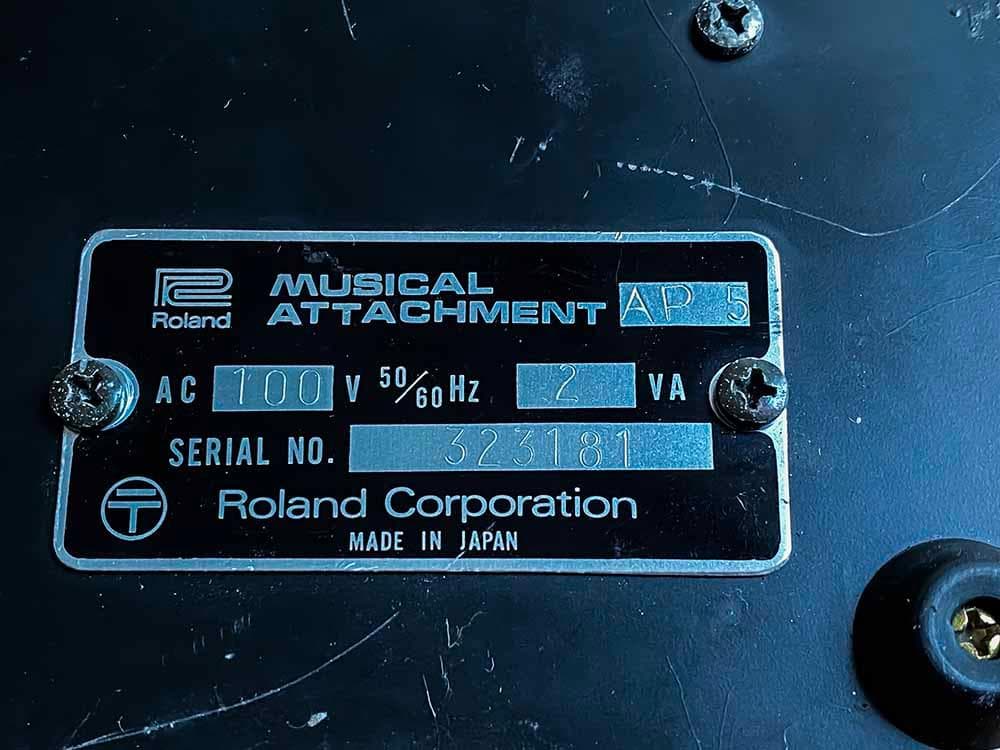 Roland MUSICAL
ATTACHMENT AP 5
AC 100 V 50/60 Hz 2 VA
SERIAL NO. 323181
Roland Corporation
MADE IN JAPAN